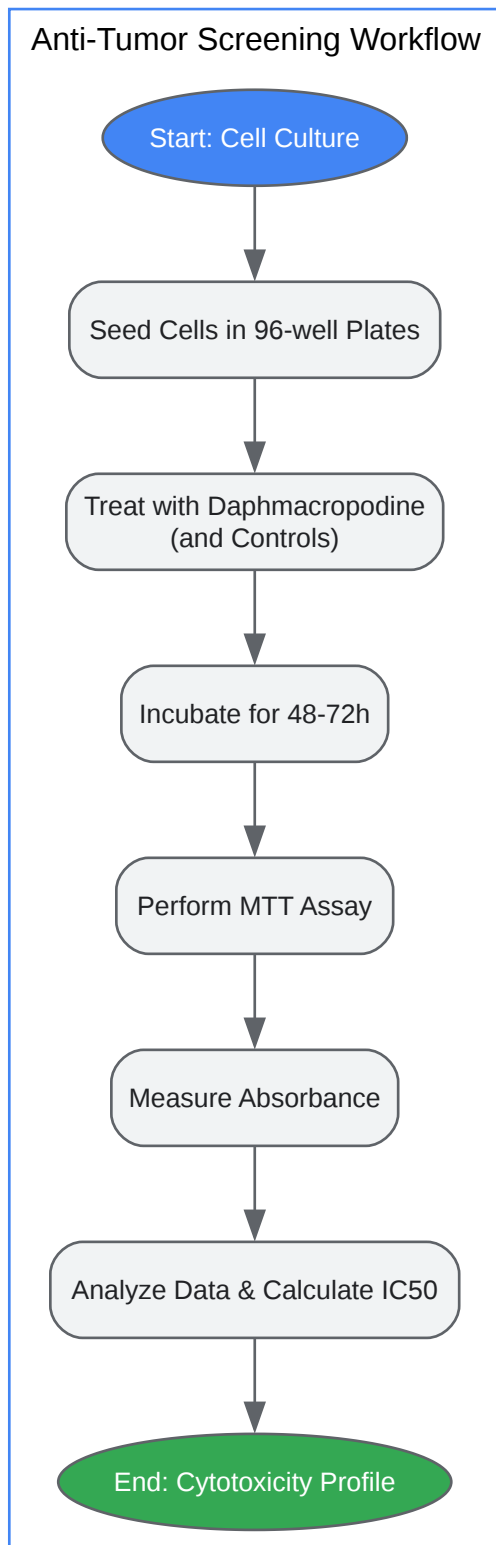 Anti-Tumor Screening Workflow
Start: Cell Culture
Seed Cells in 96-well Plates
Treat with Daphmacropodine
(and Controls)
Incubate for 48-72h
Perform MTT Assay
Measure Absorbance
Analyze Data & Calculate IC50
End: Cytotoxicity Profile